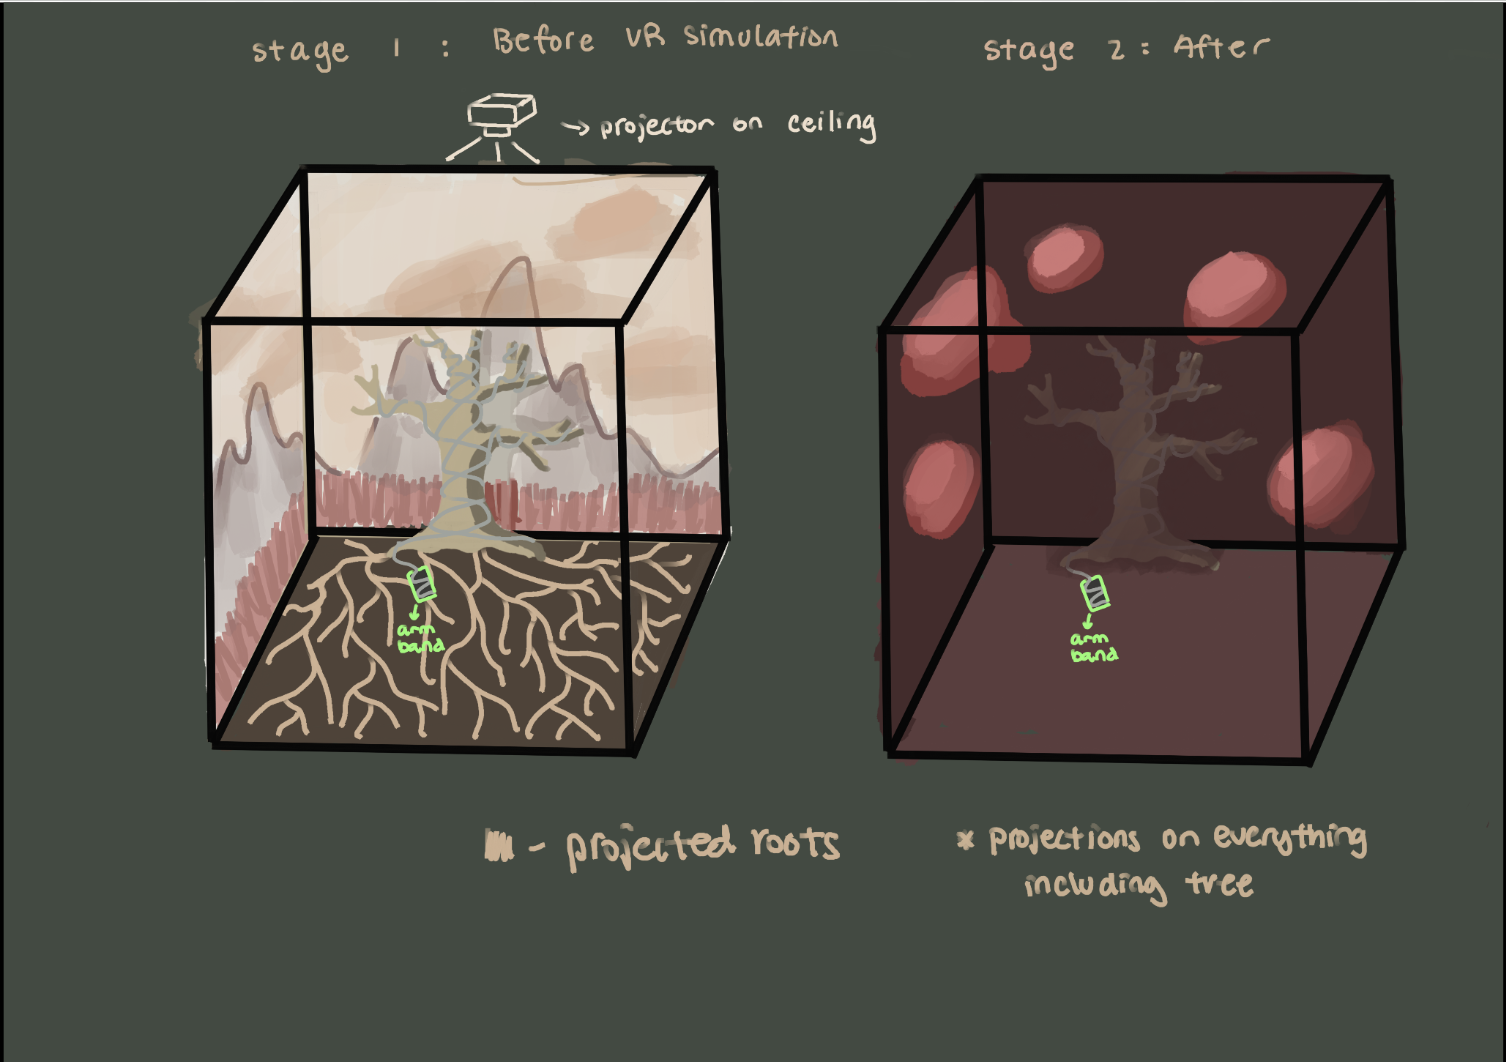 stage 1 : Before VR simulation
stage 2 : After
→ projector on ceiling
arm
band
arm
band
- projected roots
* projections on everything
including tree